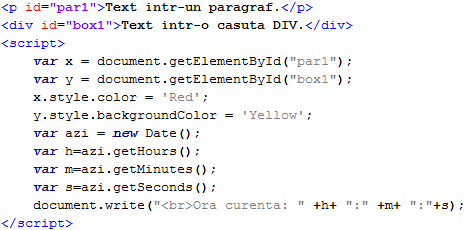 <p id="par1">Text intr-un paragraf.</p>
<div id="box1">Text intr-o casuta DIV.</div>
<script>
    var x = document.getElementById("par1");
    var y = document.getElementById("box1");
    x.style.color = 'Red';
    y.style.backgroundColor = 'Yellow';
    var azi = new Date();
    var h=azi.getHours();
    var m=azi.getMinutes();
    var s=azi.getSeconds();
    document.write("<br>Ora curenta: " +h+ ":" +m+ ":"+s);
</script>